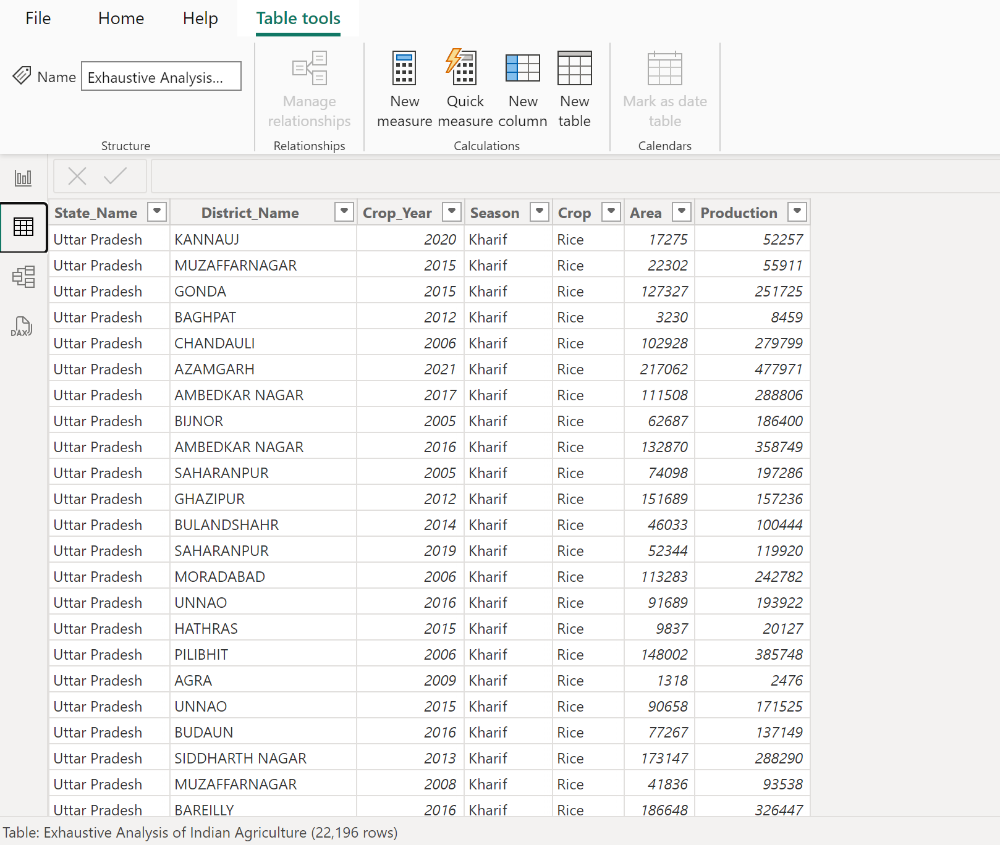 File Home Help Table tools
Name Exhaustive Analysis...
Manage relationships
New measure
Quick measure
New column
New table
Mark as date table
Structure Relationships Calculations Calendars
DAX
State_Name District_Name Crop_Year Season Crop Area Production
Uttar Pradesh KANNAUJ 2020 Kharif Rice 17275 52257
Uttar Pradesh MUZAFFARNAGAR 2015 Kharif Rice 22302 55911
Uttar Pradesh GONDA 2015 Kharif Rice 127327 251725
Uttar Pradesh BAGHPAT 2012 Kharif Rice 3230 8459
Uttar Pradesh CHANDAULI 2006 Kharif Rice 102928 279799
Uttar Pradesh AZAMGARH 2021 Kharif Rice 217062 477971
Uttar Pradesh AMBEDKAR NAGAR 2017 Kharif Rice 111508 288806
Uttar Pradesh BIJNOR 2005 Kharif Rice 62687 186400
Uttar Pradesh AMBEDKAR NAGAR 2016 Kharif Rice 132870 358749
Uttar Pradesh SAHARANPUR 2005 Kharif Rice 74098 197286
Uttar Pradesh GHAZIPUR 2012 Kharif Rice 151689 157236
Uttar Pradesh BULANDSHAHR 2014 Kharif Rice 46033 100444
Uttar Pradesh SAHARANPUR 2019 Kharif Rice 52344 119920
Uttar Pradesh MORADABAD 2006 Kharif Rice 113283 242782
Uttar Pradesh UNNAO 2016 Kharif Rice 91689 193922
Uttar Pradesh HATHRAS 2015 Kharif Rice 9837 20127
Uttar Pradesh PILIBHIT 2006 Kharif Rice 148002 385748
Uttar Pradesh AGRA 2009 Kharif Rice 1318 2476
Uttar Pradesh UNNAO 2015 Kharif Rice 90658 171525
Uttar Pradesh BUDAUN 2016 Kharif Rice 77267 137149
Uttar Pradesh SIDDHARTH NAGAR 2013 Kharif Rice 173147 288290
Uttar Pradesh MUZAFFARNAGAR 2008 Kharif Rice 41836 93538
Uttar Pradesh BAREILLY 2016 Kharif Rice 186648 326447
Table: Exhaustive Analysis of Indian Agriculture (22,196 rows)